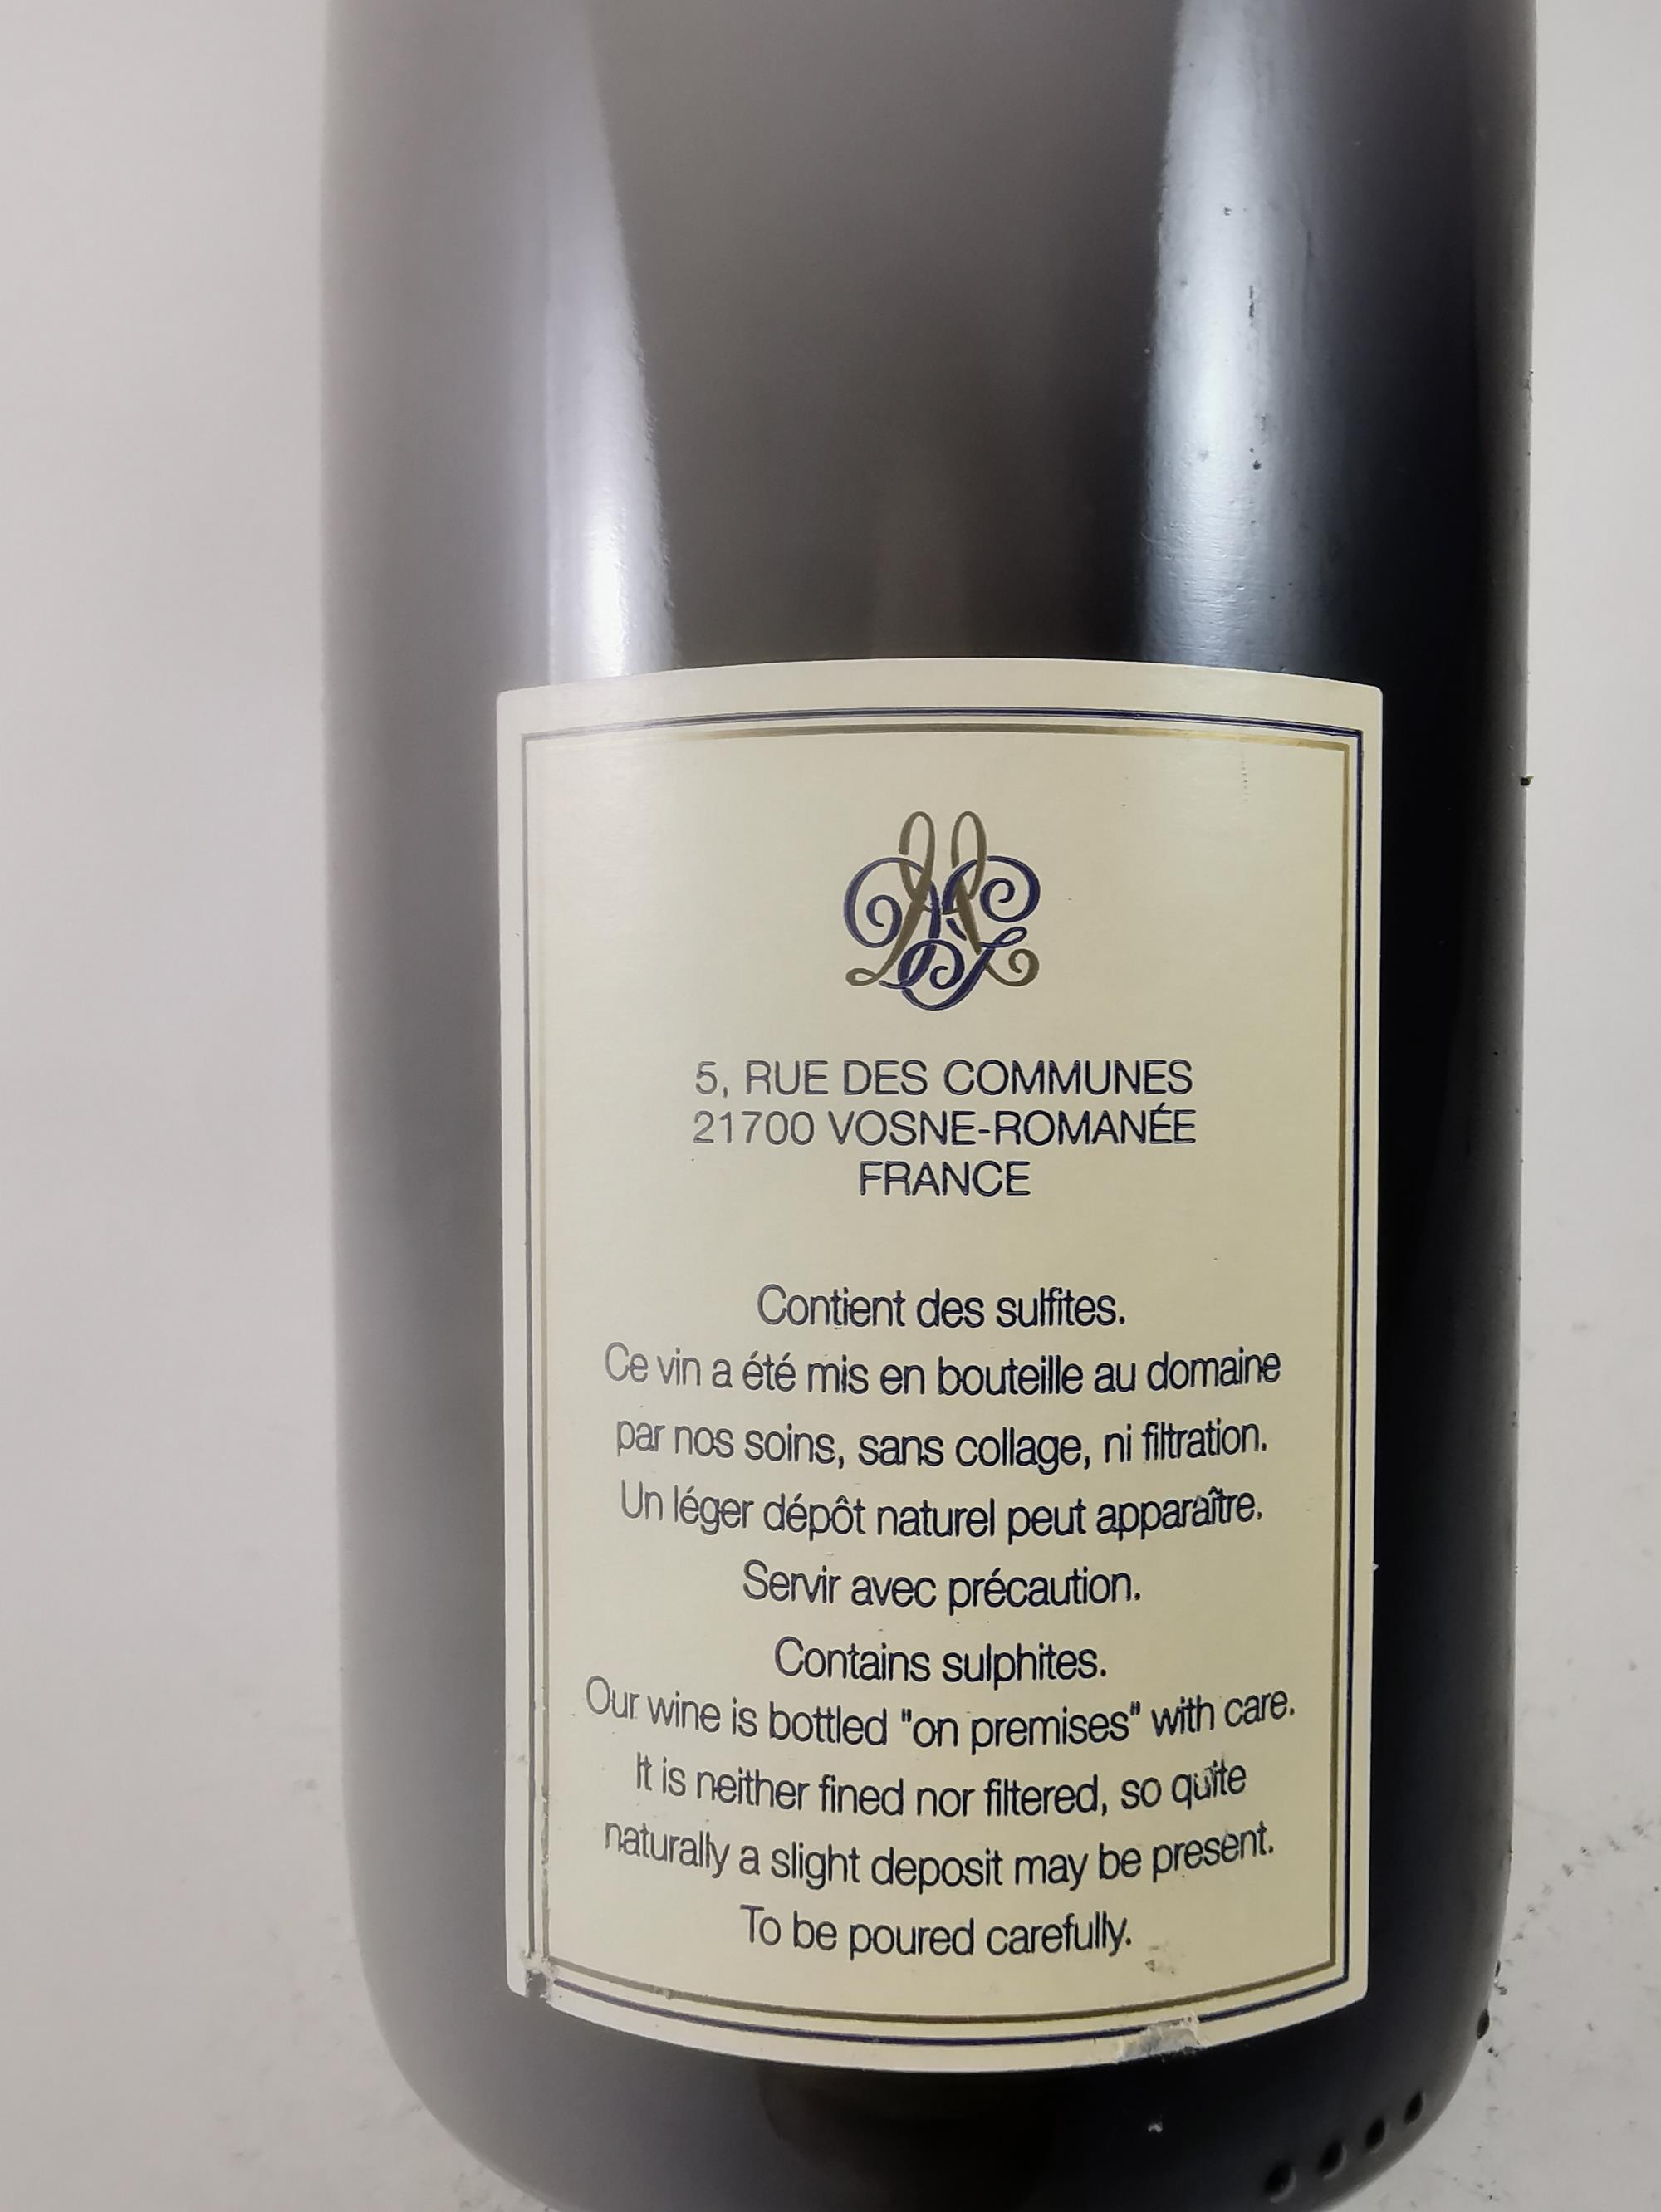 5, RUE DES COMMUNES
21700 VOSNE-ROMANÉE
FRANCE
Contient des sulfites.
Ce vin a été mis en bouteille au domaine
par nos soins, sans collage, ni filtration.
Un léger dépôt naturel peut apparaître.
Servir avec précaution.
Contains sulphites.
Our wine is bottled "on premises" with care.
It is neither fined nor filtered, so quite
naturally a slight deposit may be present.
To be poured carefully.